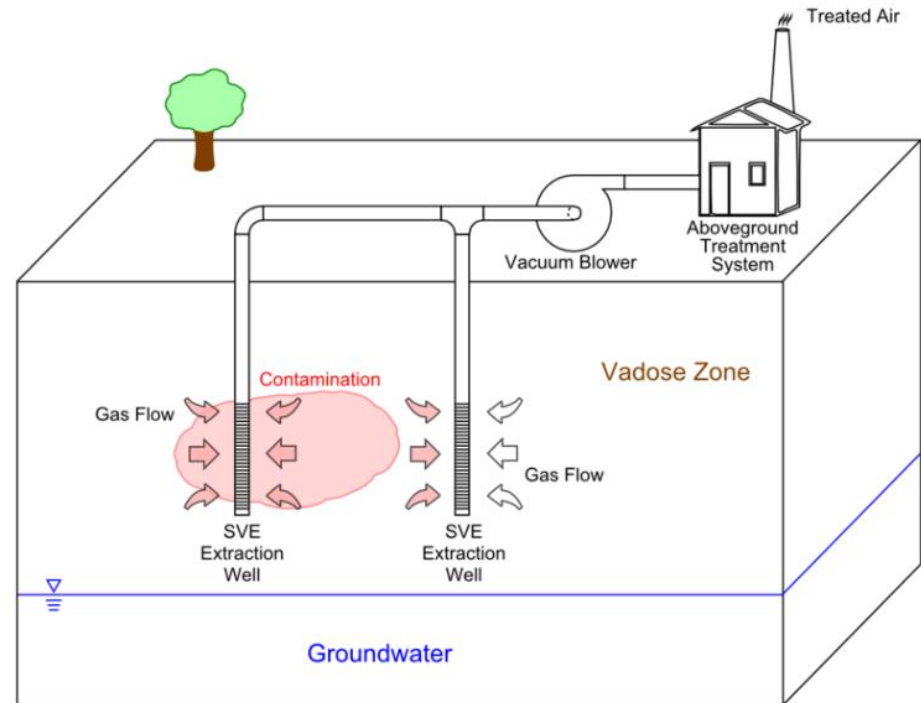 Treated Air
Aboveground
Treatment
System
Vacuum Blower
Vadose Zone
Contamination
Gas Flow
Gas Flow
SVE
Extraction
Well
SVE
Extraction
Well
Groundwater